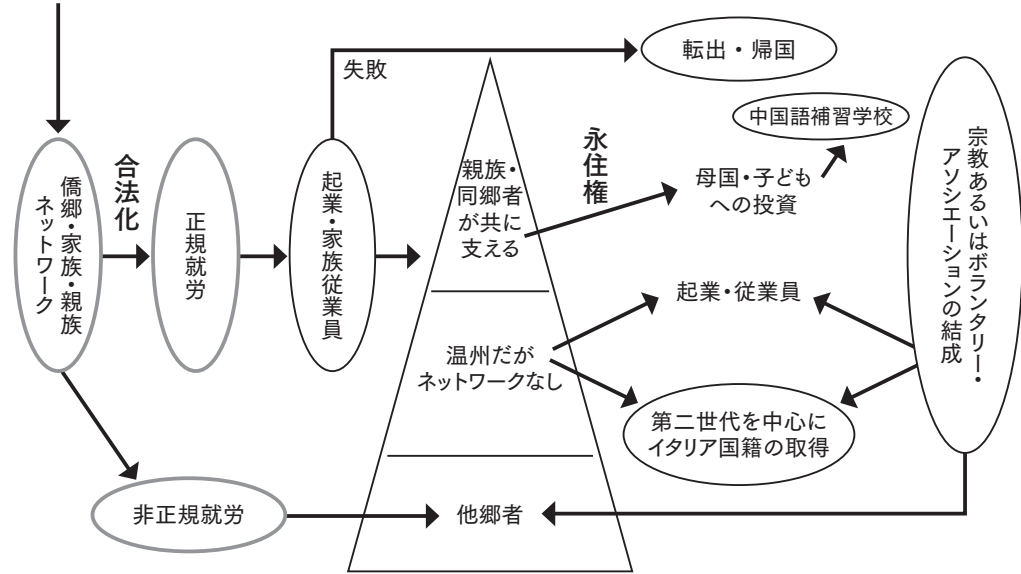 僑郷・家族・親族
ネットワーク
合法化
正規就労
起業・家族従業員
失敗
転出・帰国
親族・
同郷者
が共に
支える
永住権
母国・子ども
への投資
中国語補習学校
温州だが
ネットワークなし
起業・従業員
第二世代を中心に
イタリア国籍の取得
宗教あるいはボランタリー・
アソシエーションの結成
非正規就労
他郷者